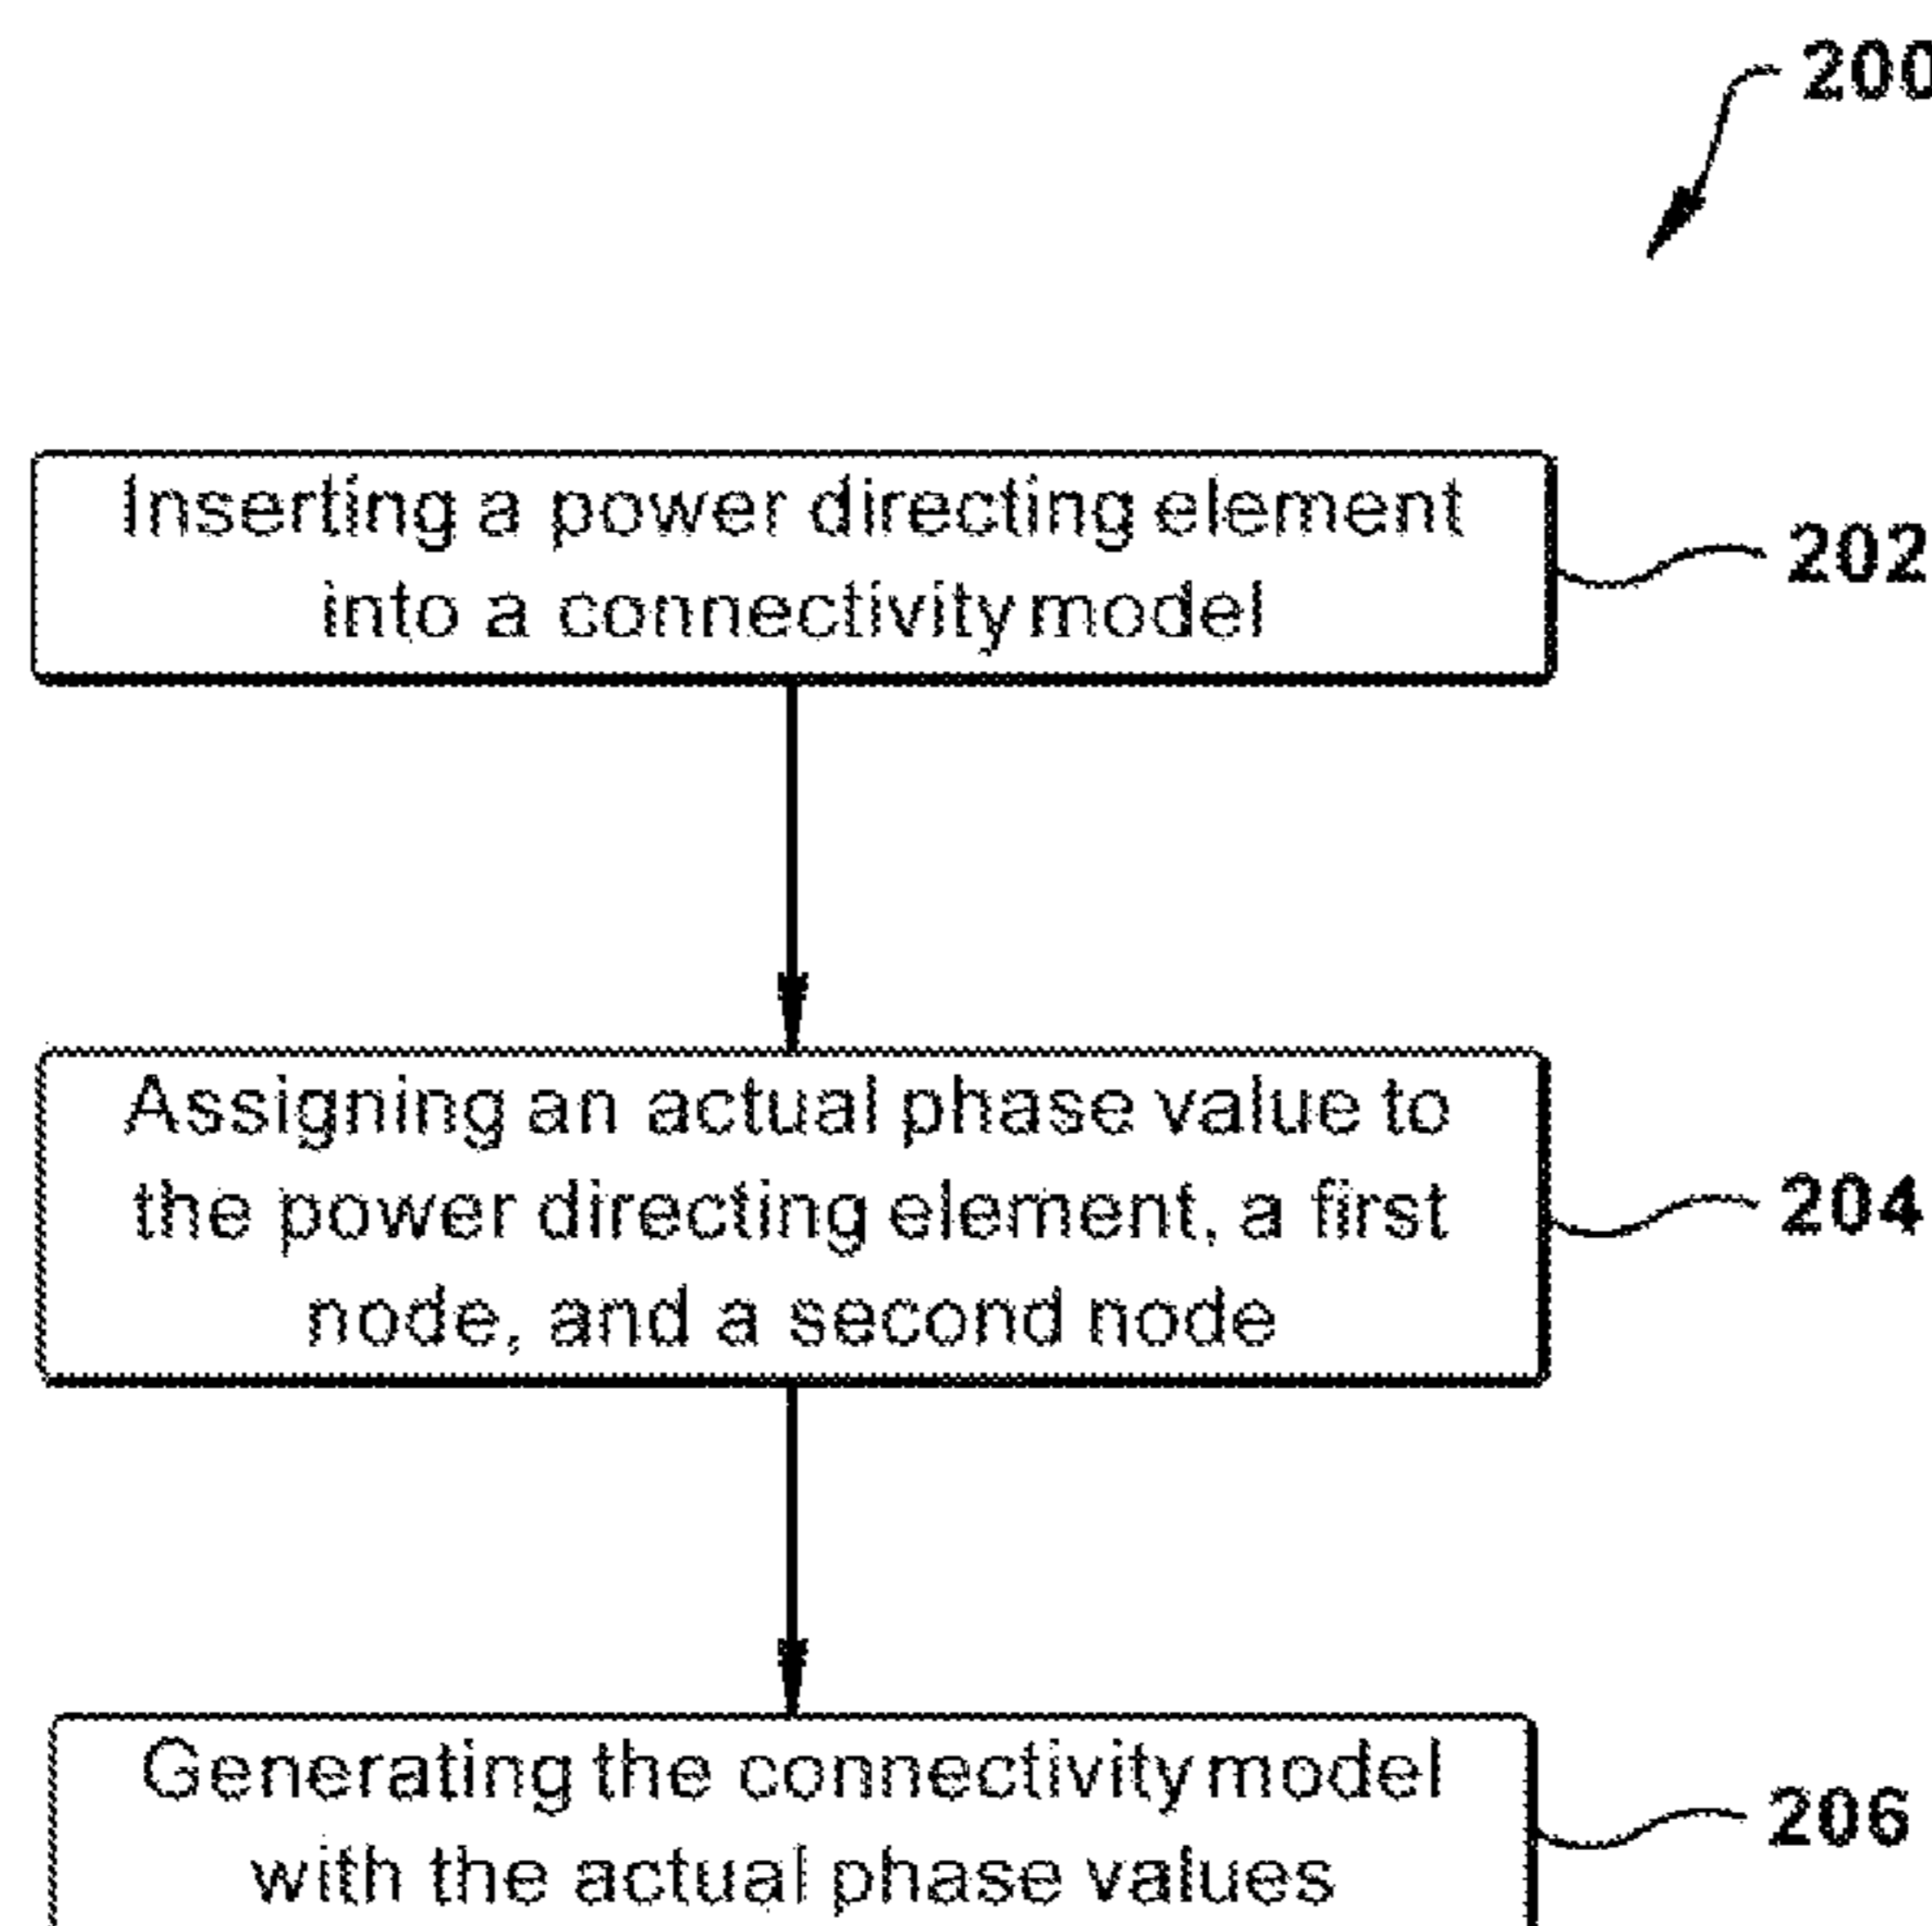 200
Inserting a power directing element
into a connectivity model
202
Assigning an actual phase value to
the power directing element, a first
node, and a second node
204
Generating the connectivity model
with the actual phase values
206